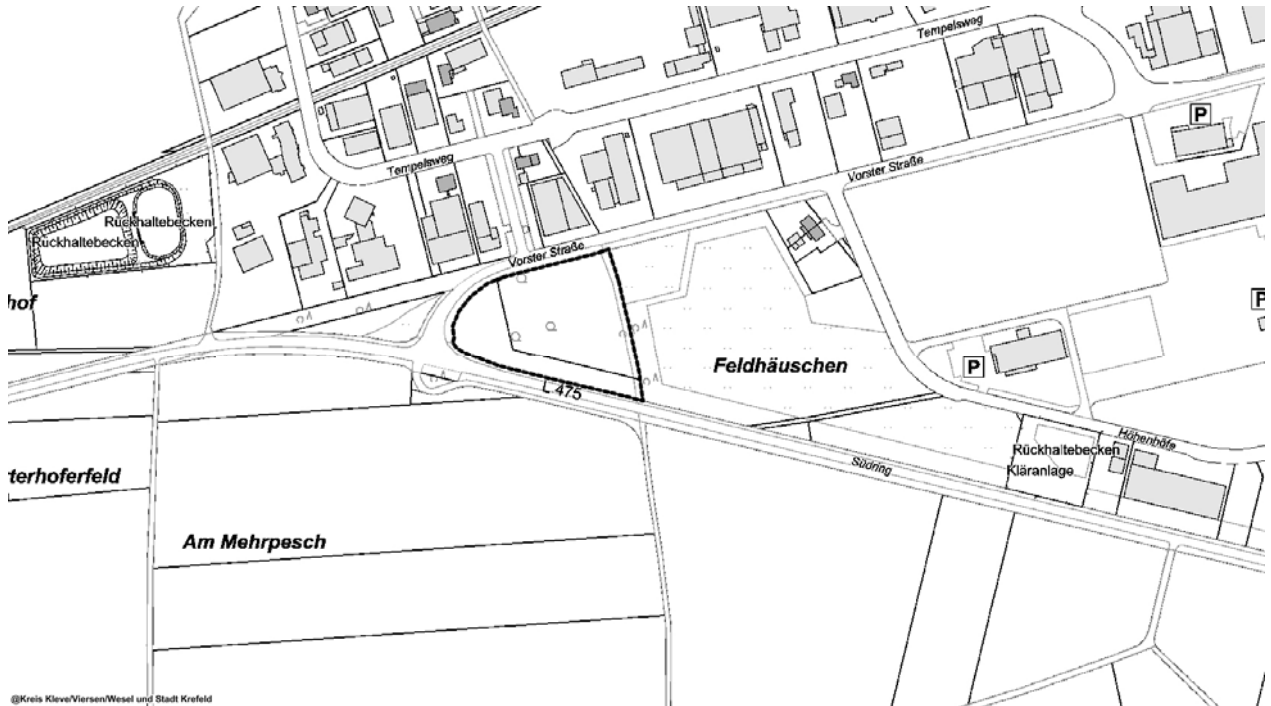 Tempelsweg
P
Tempelsweg
Vorster Straße
Rückhaltebecken
Rückhaltebecken
Vorster Straße
hof
P
Feldhäuschen
P
L 475
Höhenhöfe
Rückhaltebecken
Südring
Kläranlage
rterhoferfeld
Am Mehrpesch
@Kreis Kleve/Viersen/Wesel und Stadt Krefeld